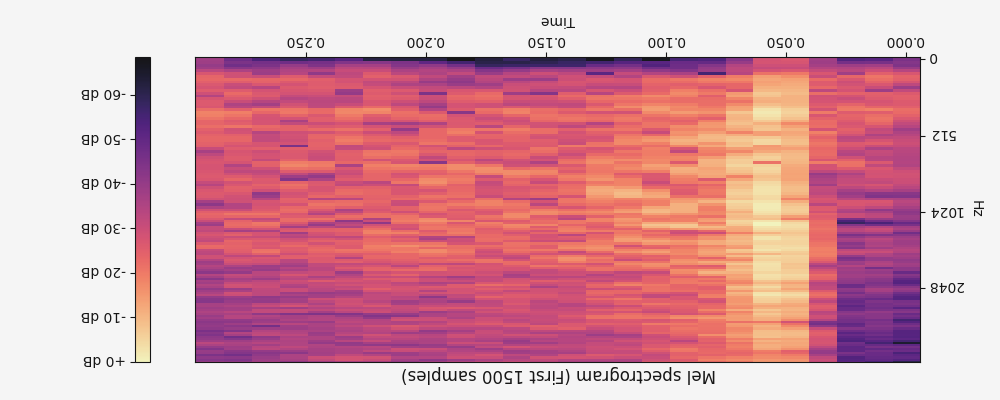 Mel spectrogram (First 1500 samples)
+0 dB
-10 dB
-20 dB
-30 dB
-40 dB
-50 dB
-60 dB
2048
1024
512
0
Hz
0.000
0.050
0.100
0.150
0.200
0.250
Time